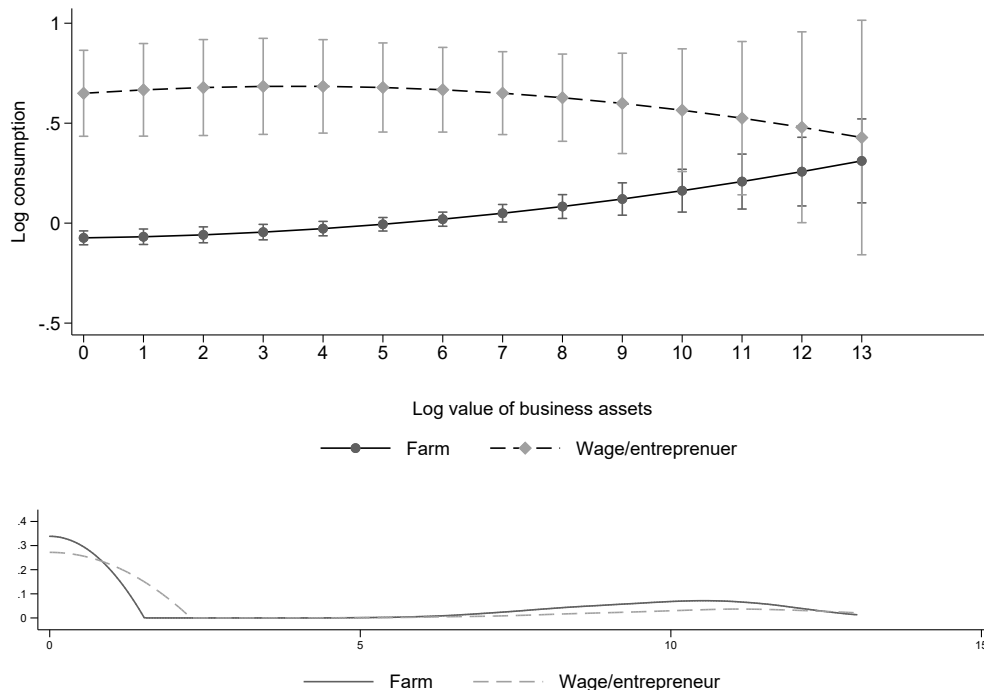 1
.5
0
-.5
Log consumption
0 1 2 3 4 5 6 7 8 9 10 11 12 13
Log value of business assets
Farm Wage/entreprenuer
.4
.3
.2
.1
0
0 5 10 15
Farm Wage/entrepreneur